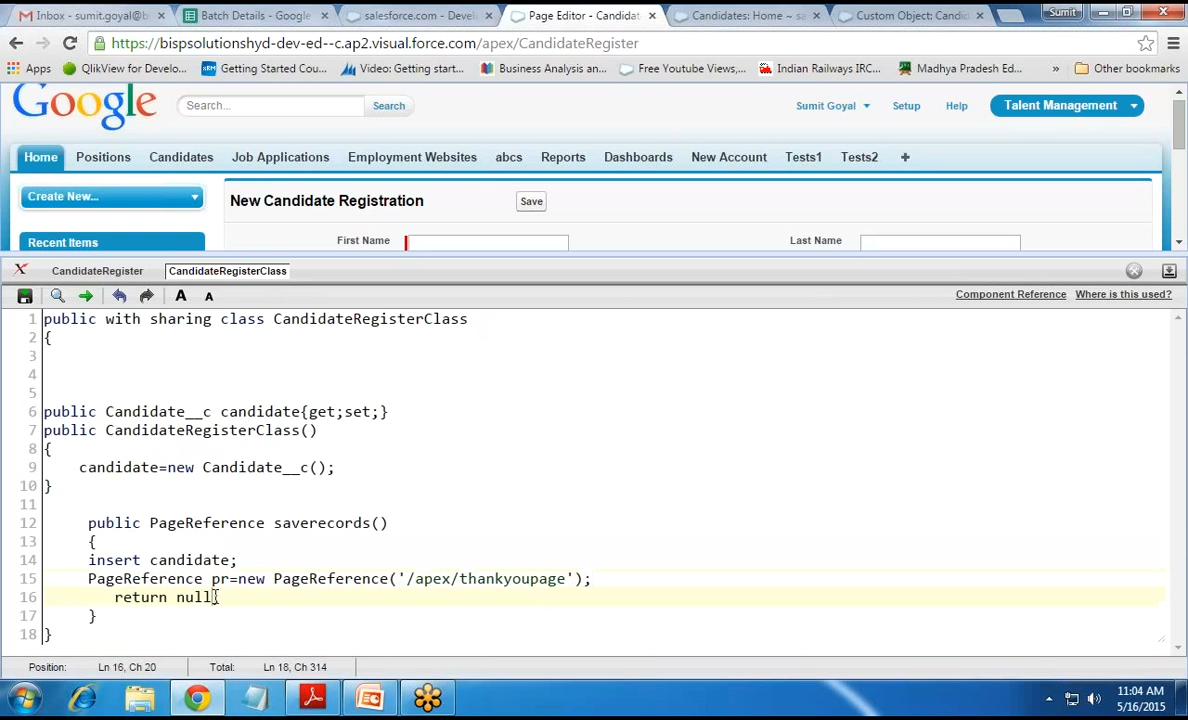 Inbox - sumit.goyal@b
Batch Details - Google
salesforce.com - Devel
Page Editor - Candidat
Candidates: Home ~ sa
Custom Object: Candid
Sumit
https://bispsolutionshyd-dev-ed--c.ap2.visual.force.com/apex/CandidateRegister
Apps
QlikView for Develo...
Getting Started Cou...
Video: Getting start...
Business Analysis an...
Free Youtube Views,...
Indian Railways IRC...
Madhya Pradesh Ed...
»
Other bookmarks
Google
Search...
Search
Sumit Goyal
Setup
Help
Talent Management
Home
Positions
Candidates
Job Applications
Employment Websites
abcs
Reports
Dashboards
New Account
Tests1
Tests2
+
Create New...
New Candidate Registration
Save
Recent Items
First Name
Last Name
CandidateRegister
CandidateRegisterClass
A
A
Component Reference
Where is this used?
1 public with sharing class CandidateRegisterClass
2 {
3
4
5
6 public Candidate__c candidate{get;set;}
7 public CandidateRegisterClass()
8 {
9 candidate=new Candidate__c();
10 }
11
12 public PageReference saverecords()
13 {
14 insert candidate;
15 PageReference pr=new PageReference('/apex/thankyoupage');
16 return null
17 }
18 }
Position: Ln 16, Ch 20 Total: Ln 18, Ch 314
11:04 AM
5/16/2015